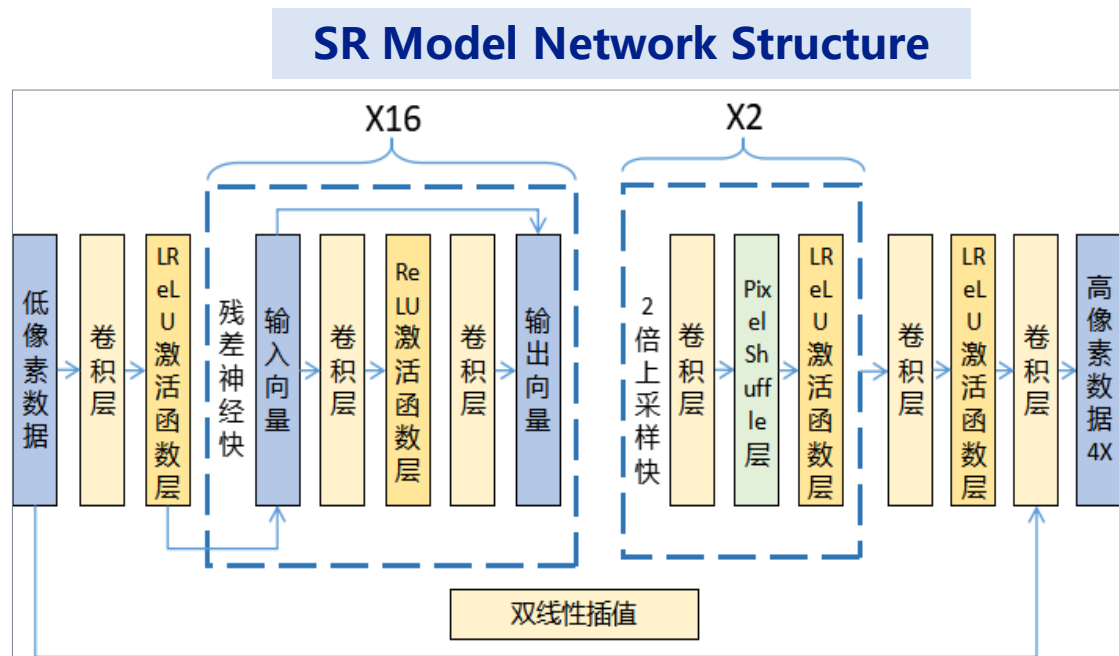 SR Model Network Structure
X16
X2
低像素数据
卷积层
LReLU激活函数层
残差神经快
输入向量
卷积层
ReLU激活函数层
卷积层
输出向量
2倍上采样快
卷积层
PixelShuffle层
LReLU激活函数层
卷积层
LReLU激活函数层
卷积层
高像素数据4X
双线性插值